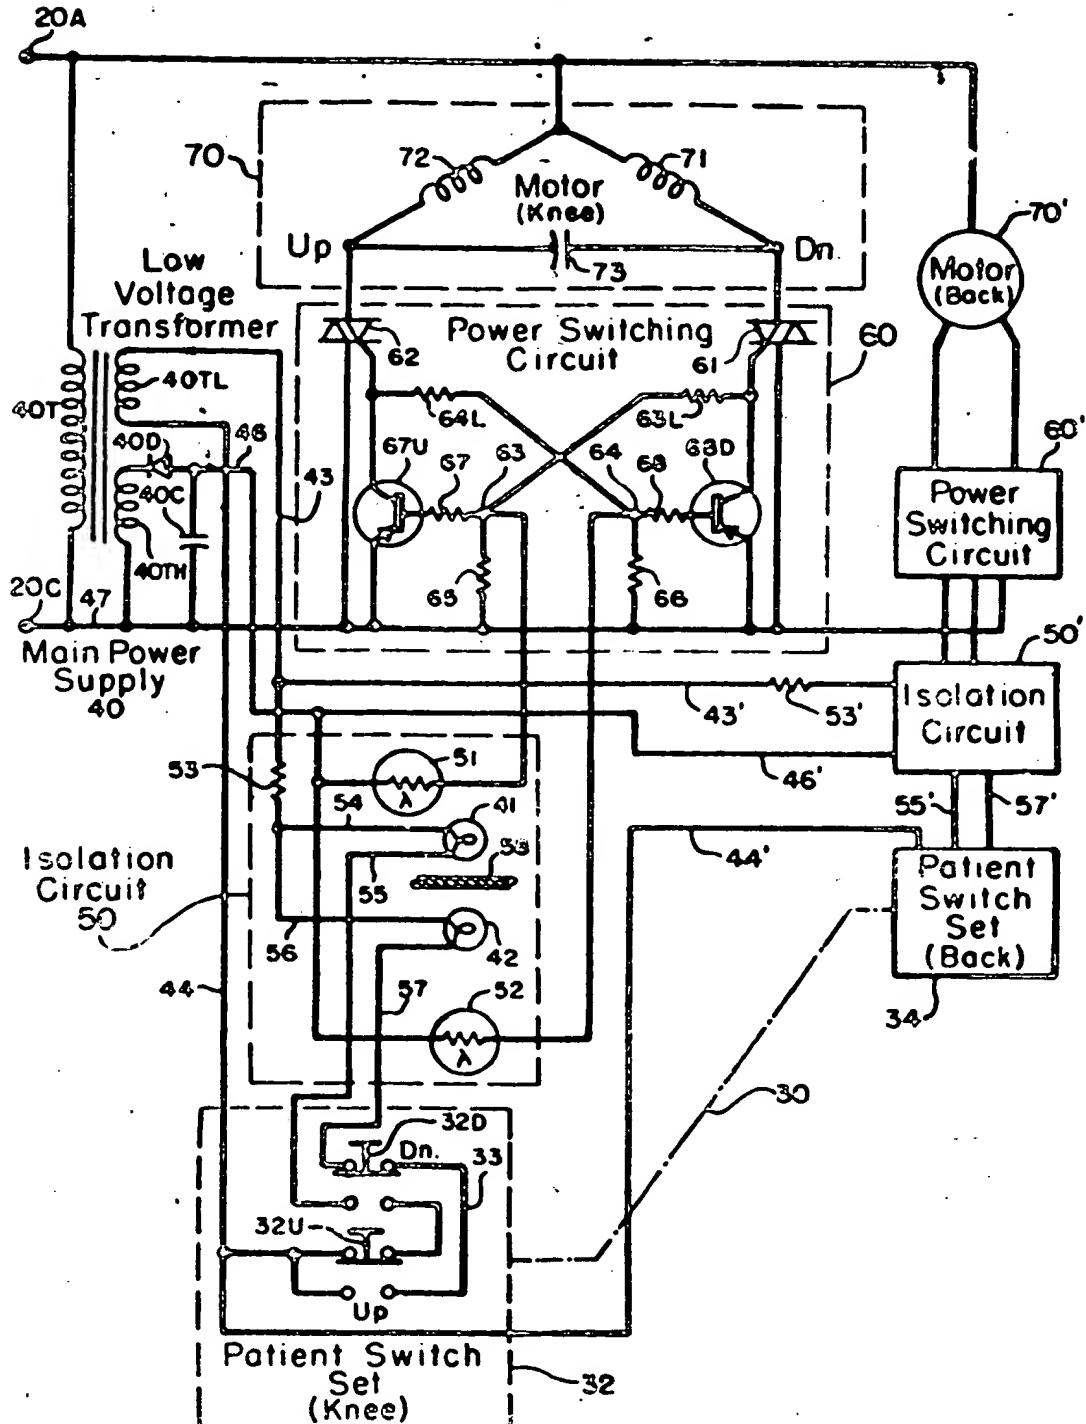 20A
70
72
71
Motor
(Knee)
Up
Dn.
73
70'
Motor
(Back)
Low
Voltage
Transformer
Power Switching
Circuit
62
61
60
40T
40TL
64L
63L
40D
46
43
67U
67
63
64
68
68D
60'
Power
Switching
Circuit
40C
40TH
65
66
20C
47
Main Power
Supply
40
50'
Isolation
Circuit
43'
53'
46'
53
51
λ
54
41
55
58
55'
57'
Isolation
Circuit
50
44'
Patient
Switch
Set
(Back)
56
42
44
57
52
λ
34
30
32D
Dn.
33
32U
Up
Patient Switch
Set
(Knee)
32